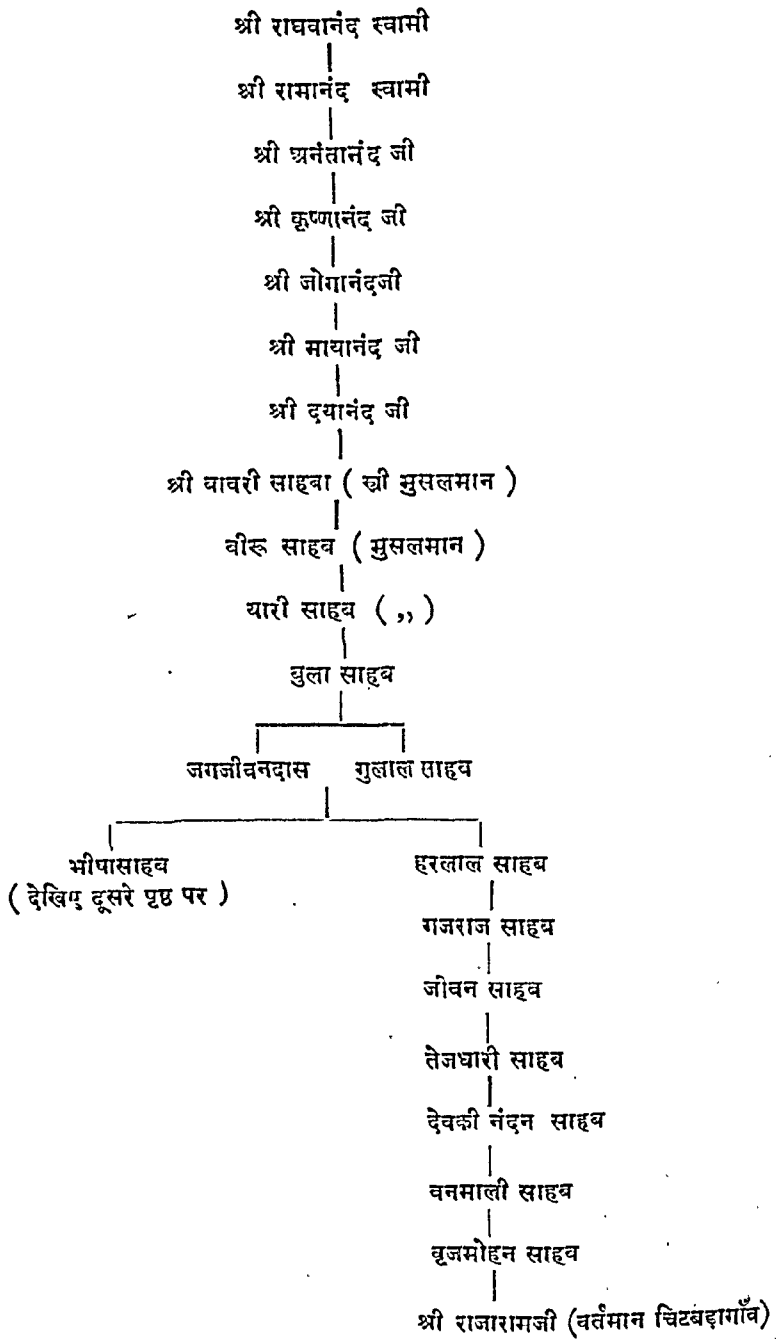 श्री राघवानंद स्वामी
श्री रामानंद स्वामी
श्री अनंतानंद जी
श्री कृष्णानंद जी
श्री जोगानंदजी
श्री मायानंद जी
श्री दयानंद जी
श्री बावरी साहबा ( स्त्री मुसलमान )
वीरू साहब ( मुसलमान )
यारी साहब ( ,, )
बुला साहब
जगजीवनदास गुलाल साहब
भीषासाहब हरलाल साहब
( देखिए दूसरे पृष्ठ पर )
गजराज साहब
जीवन साहब
तेजधारी साहब
देवकी नंदन साहब
वनमाली साहब
वृजमोहन साहब
श्री राजारामजी (वर्तमान चिटबड़ागाँव)